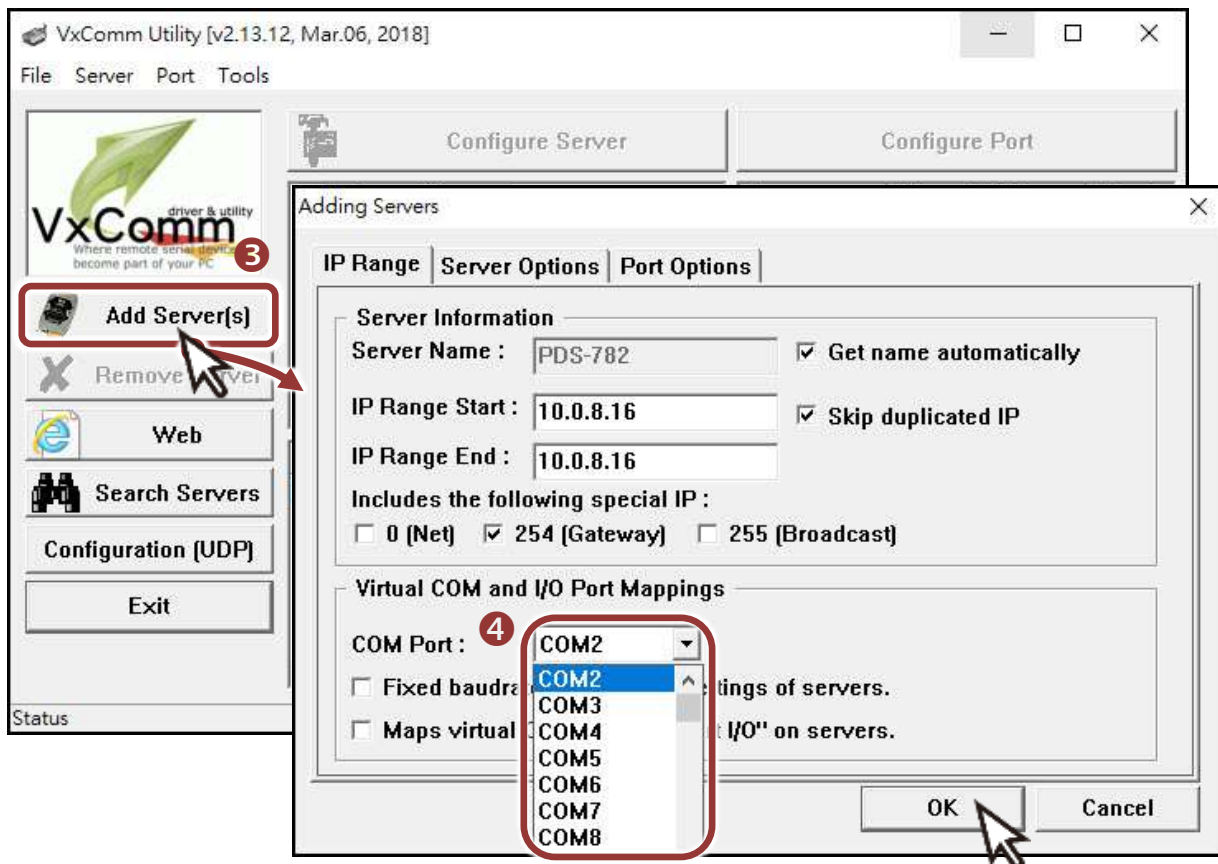 VxComm Utility [v2.13.12, Mar.06, 2018]
File Server Port Tools
Configure Server
Configure Port
driver & utility
VxComm
Where remote serial device
become part of your PC
3
Add Server(s)
Remove
Web
Search Servers
Configuration (UDP)
Exit
Status
Adding Servers
IP Range
Server Options
Port Options
Server Information
Server Name :
PDS-782
Get name automatically
IP Range Start :
10.0.8.16
Skip duplicated IP
IP Range End :
10.0.8.16
Includes the following special IP :
0 (Net)
254 (Gateway)
255 (Broadcast)
Virtual COM and I/O Port Mappings
4
COM Port :
COM2
COM2
COM3
COM4
COM5
COM6
COM7
COM8
Fixed
of servers.
Maps virtual
I/O" on servers.
OK
Cancel